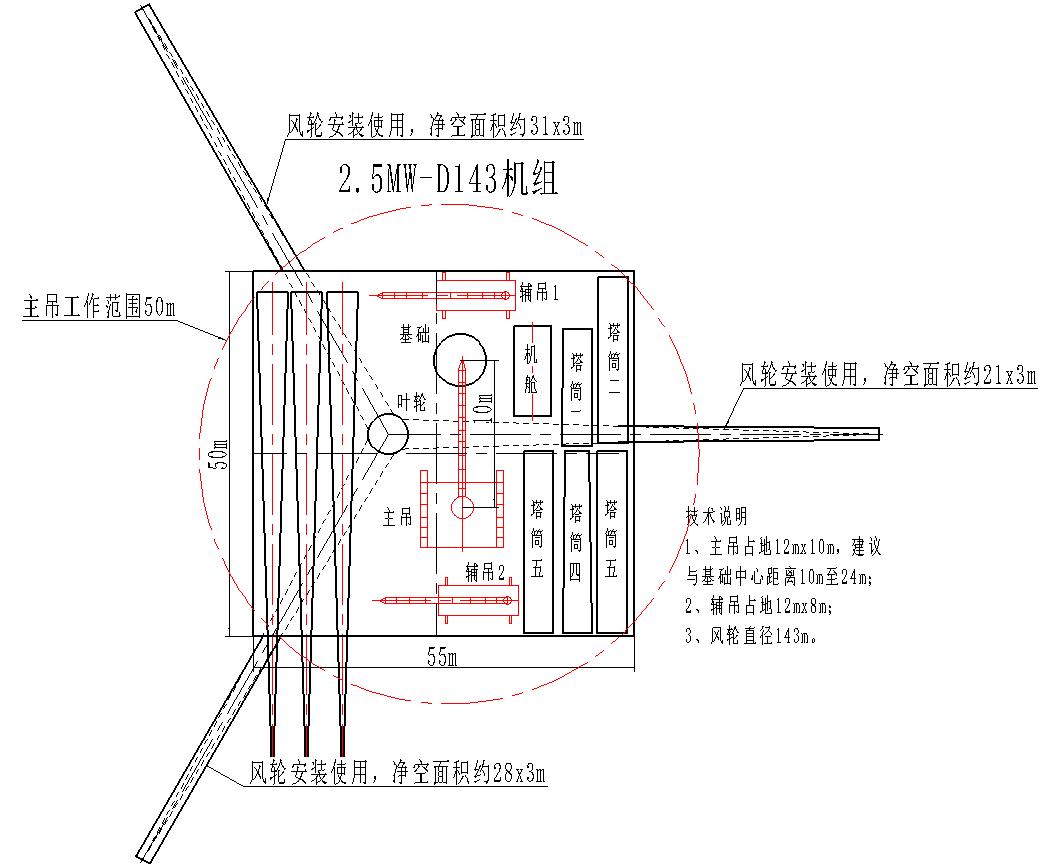 风轮安装使用，净空面积约31x3m
2.5MW-D143机组
主吊工作范围50m
辅吊1
基础
机舱
塔筒一
塔筒二
风轮安装使用，净空面积约21x3m
叶轮
10m
50m
主吊
塔筒五
塔筒四
塔筒五
技术说明
1、主吊占地12mx10m，建议
与基础中心距离10m至24m；
2、辅吊占地12mx8m；
3、风轮直径143m。
辅吊2
55m
风轮安装使用，净空面积约28x3m